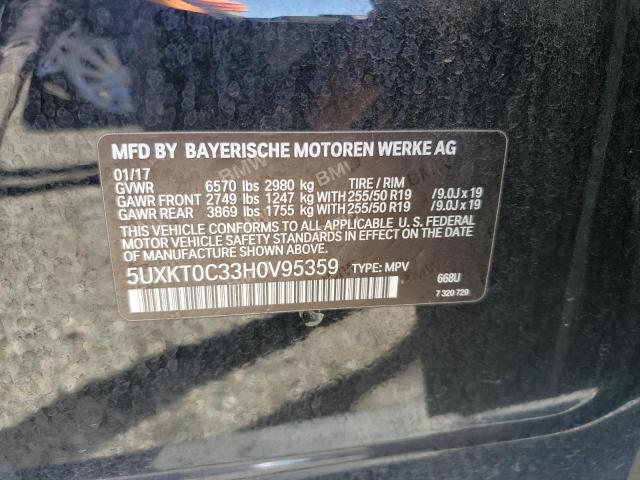 MFD BY BAYERISCHE MOTOREN WERKE AG
01/17
GVWR 6570 lbs 2980 kg TIRE / RIM
GAWR FRONT 2749 lbs 1247 kg WITH 255/50 R19 /9.0J x 19
GAWR REAR 3869 lbs 1755 kg WITH 255/50 R19 /9.0J x 19
THIS VEHICLE CONFORMS TO ALL APPLICABLE U. S. FEDERAL
MOTOR VEHICLE SAFETY STANDARDS IN EFFECT ON THE
DATE OF MANUFACTURE SHOWN ABOVE.
5UXKT0C33H0V95359 TYPE: MPV 668U
7 320 729